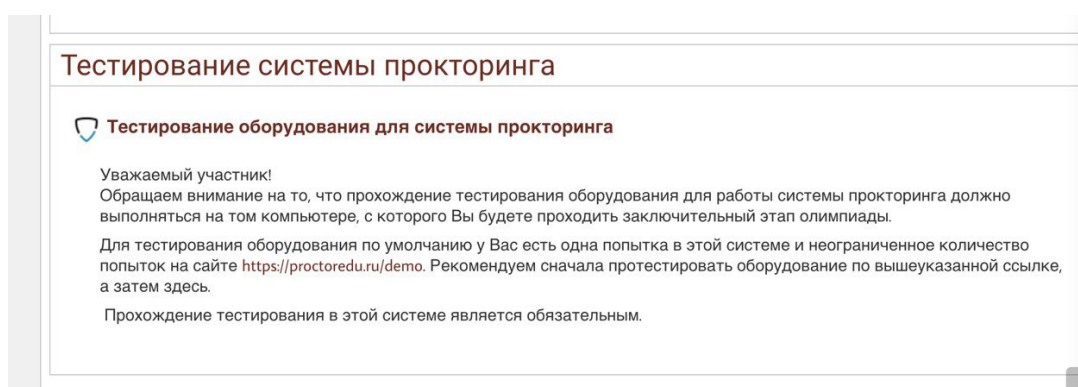 Тестирование системы прокторинга
Тестирование оборудования для системы прокторинга
Уважаемый участник!
Обращаем внимание на то, что прохождение тестирования оборудования для работы системы прокторинга должно
выполняться на том компьютере, с которого Вы будете проходить заключительный этап олимпиады.
Для тестирования оборудования по умолчанию у Вас есть одна попытка в этой системе и неограниченное количество
попыток на сайте https://proctoredu.ru/demo. Рекомендуем сначала протестировать оборудование по вышеуказанной ссылке,
а затем здесь.
Прохождение тестирования в этой системе является обязательным.